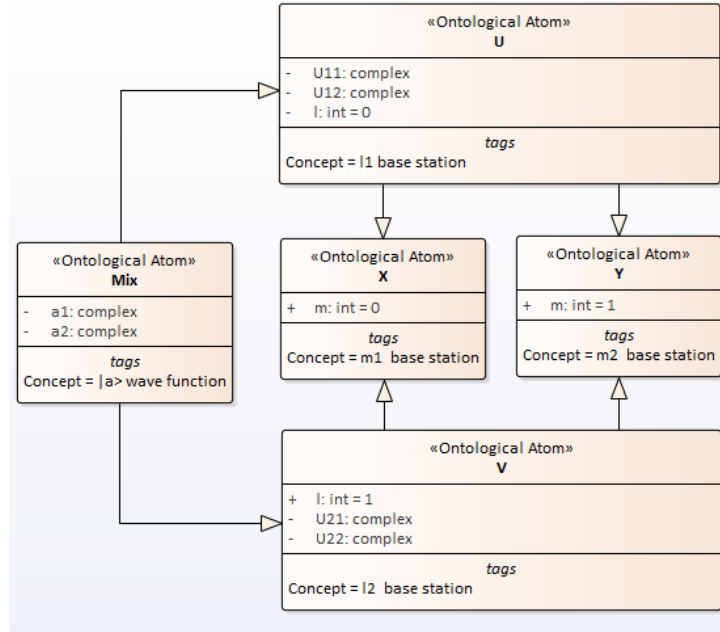 «Ontological Atom»
U
- U11: complex
- U12: complex
- l: int = 0
tags
Concept = l1 base station
«Ontological Atom»
Mix
- a1: complex
- a2: complex
tags
Concept = |a> wave function
«Ontological Atom»
X
+ m: int = 0
tags
Concept = m1 base station
«Ontological Atom»
Y
+ m: int = 1
tags
Concept = m2 base station
«Ontological Atom»
V
+ l: int = 1
- U21: complex
- U22: complex
tags
Concept = l2 base station